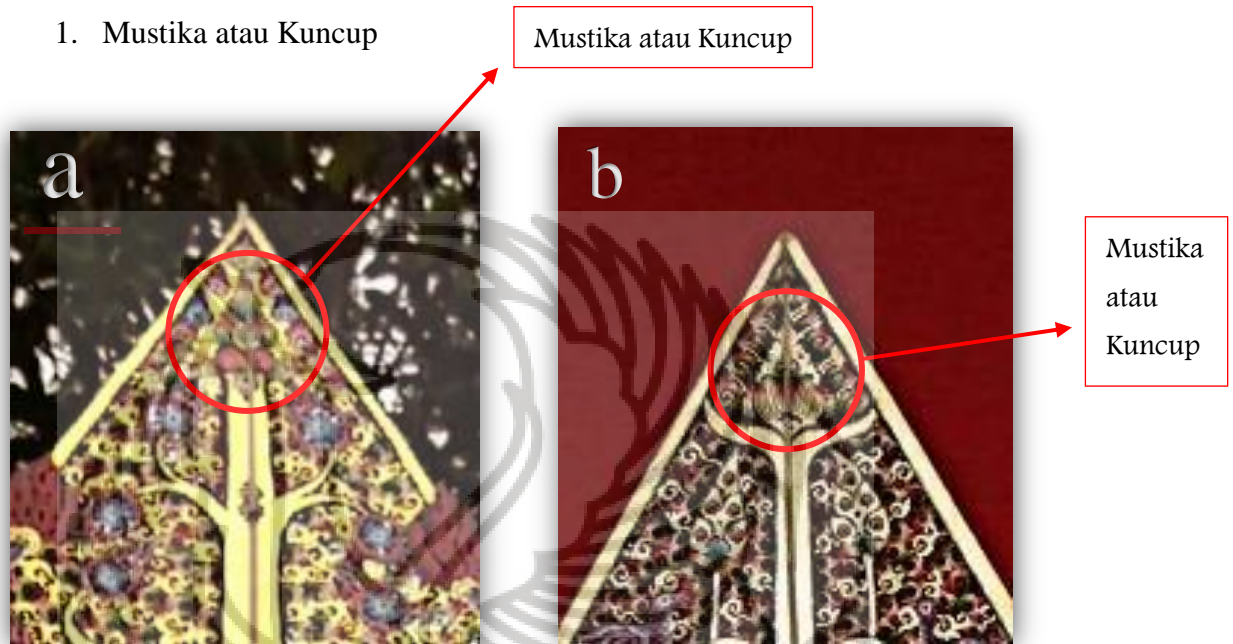 1. Mustika atau Kuncup
Mustika atau Kuncup
a
b
Mustika
atau
Kuncup